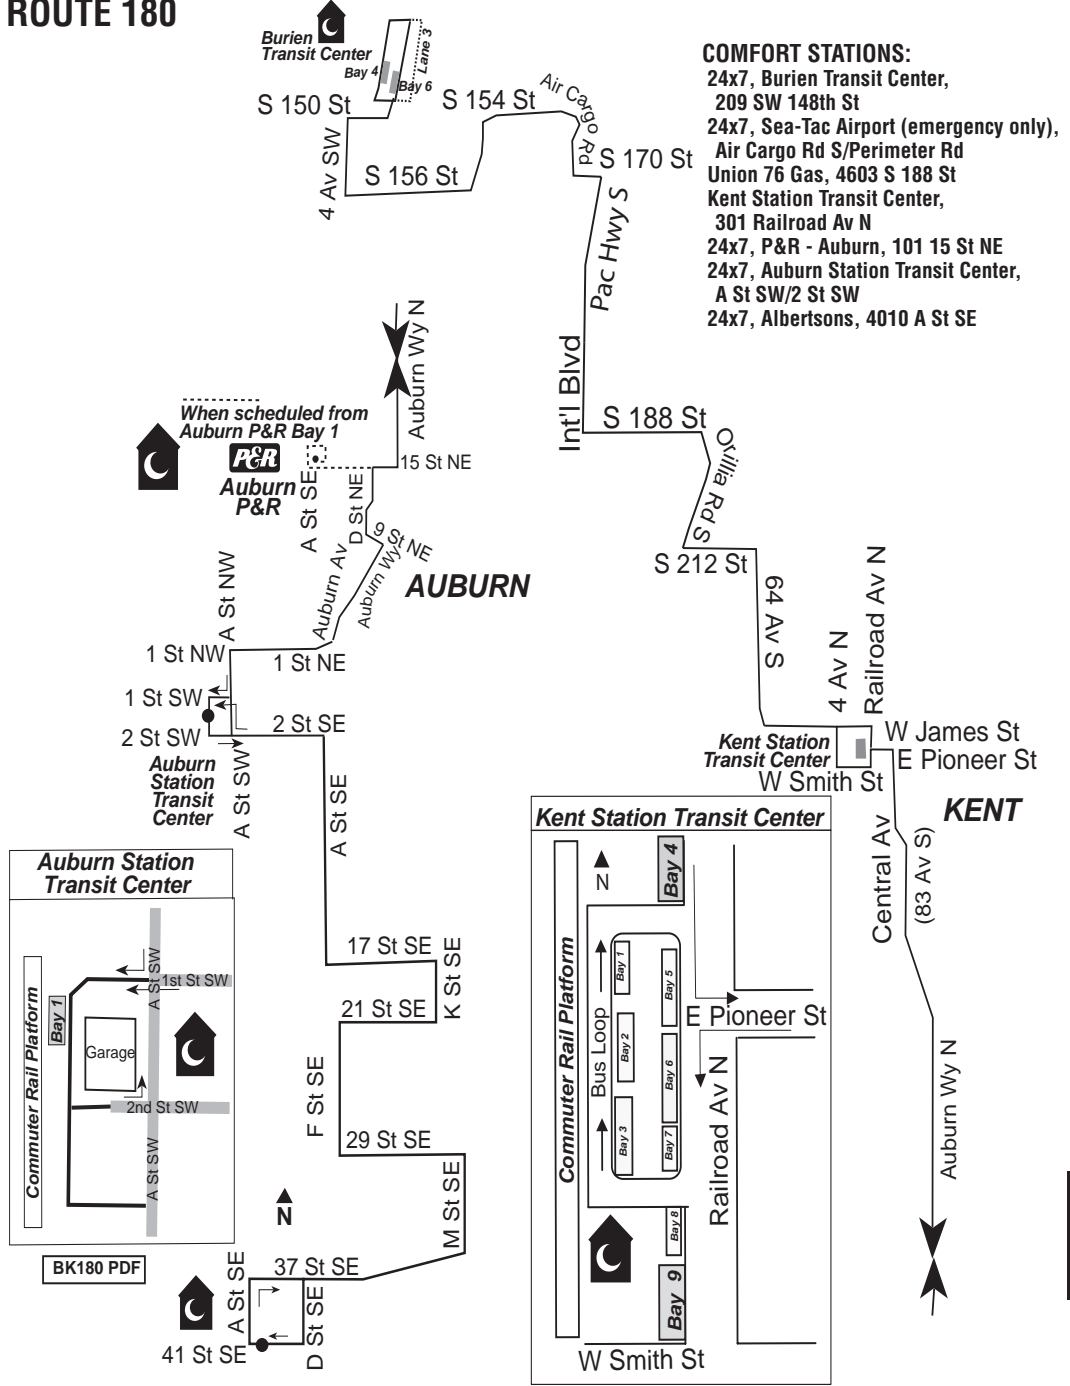 ROUTE 180
Burien
Transit Center
Bay 4
Bay 6
Lane 3
S 150 St
4 Av SW
S 156 St
S 154 St
Air Cargo Rd
S 170 St
Pac Hwy S
Int'l Blvd
S 188 St
Orillia Rd S
S 212 St
64 Av S
4 Av N
Railroad Av N
W James St
E Pioneer St
Kent Station
Transit Center
W Smith St
KENT
Central Av
(83 Av S)
Auburn Wy N
COMFORT STATIONS:
24x7, Burien Transit Center,
209 SW 148th St
24x7, Sea-Tac Airport (emergency only),
Air Cargo Rd S/Perimeter Rd
Union 76 Gas, 4603 S 188 St
Kent Station Transit Center,
301 Railroad Av N
24x7, P&R - Auburn, 101 15 St NE
24x7, Auburn Station Transit Center,
A St SW/2 St SW
24x7, Albertsons, 4010 A St SE
Auburn Wy N
When scheduled from
Auburn P&R Bay 1
P&R
Auburn
P&R
15 St NE
A St SE
D St NE
9 St NE
Auburn Av
Auburn Wy
AUBURN
A St NW
1 St NW
1 St NE
1 St SW
2 St SW
2 St SE
Auburn
Station
Transit
Center
A St SW
A St SE
17 St SE
K St SE
21 St SE
F St SE
29 St SE
M St SE
N
37 St SE
A St SE
D St SE
41 St SE
Auburn Station
Transit Center
Commuter Rail Platform
Bay 1
Garage
A St SW
1st St SW
2nd St SW
A St SW
BK180 PDF
Kent Station Transit Center
N
Bay 4
Commuter Rail Platform
Bus Loop
Bay 1
Bay 2
Bay 3
Bay 5
Bay 6
Bay 7
Bay 8
Bay 9
E Pioneer St
Railroad Av N
W Smith St